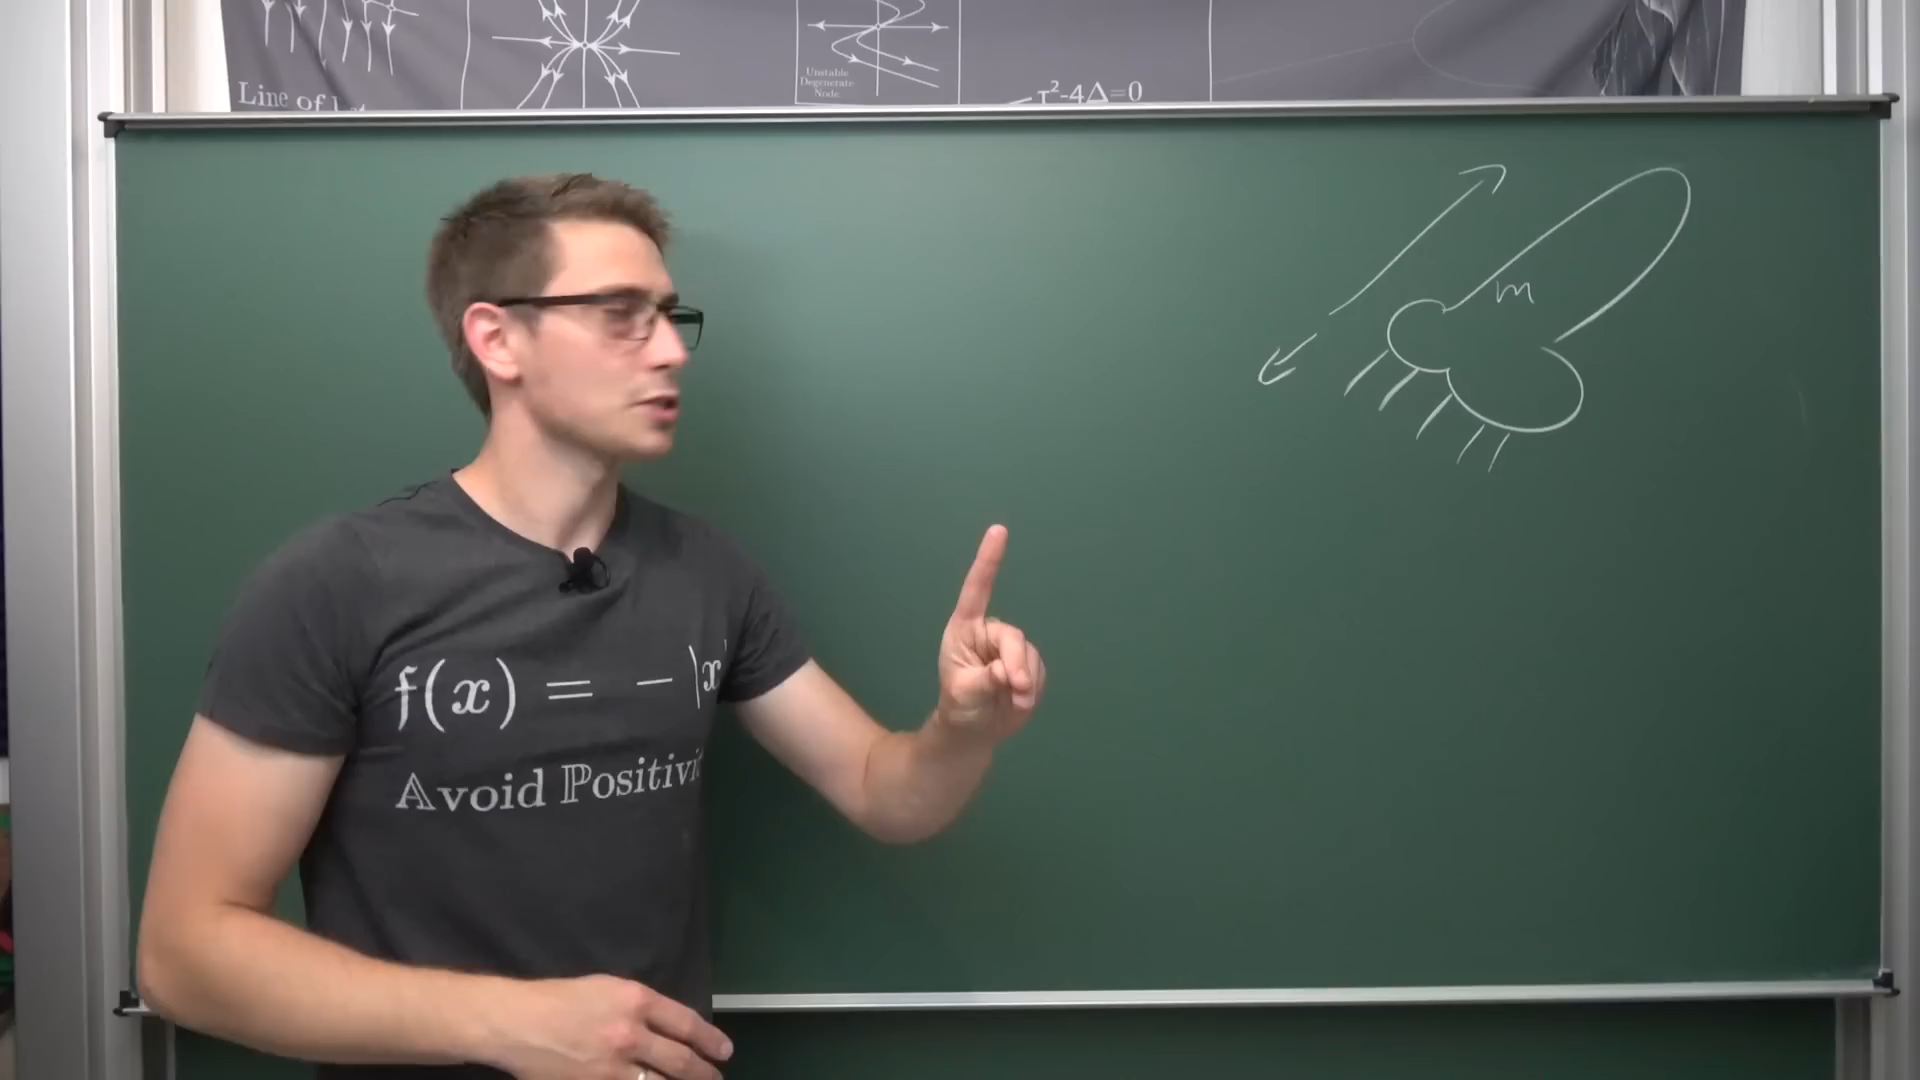 Line of
Unstable
Degenerate
Node
τ²-4Δ=0
m
f(x) = - |x
𝔸void ℙositivi